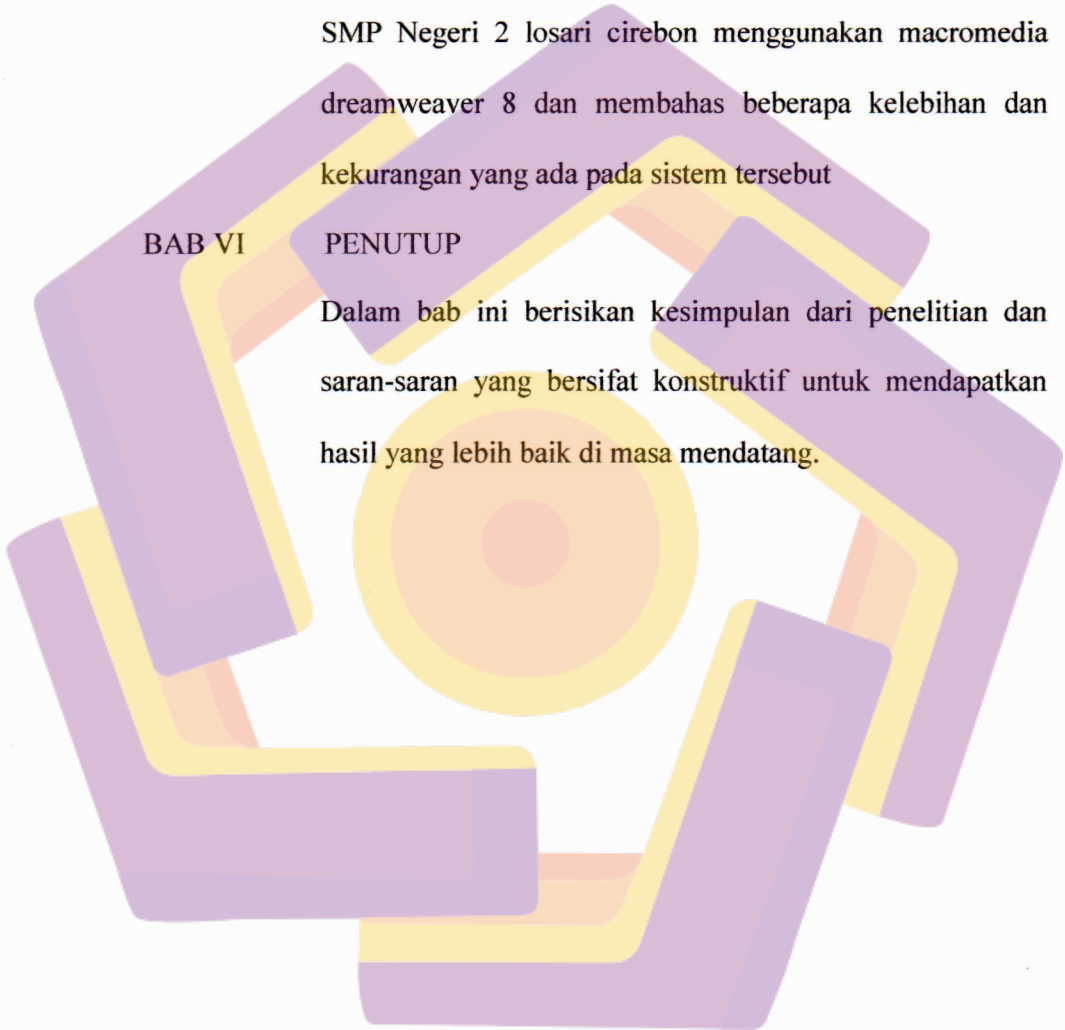 SMP Negeri 2 losari cirebon menggunakan macromedia
dreamweaver 8 dan membahas beberapa kelebihan dan
kekurangan yang ada pada sistem tersebut
BAB VI PENUTUP
Dalam bab ini berisikan kesimpulan dari penelitian dan
saran-saran yang bersifat konstruktif untuk mendapatkan
hasil yang lebih baik di masa mendatang.